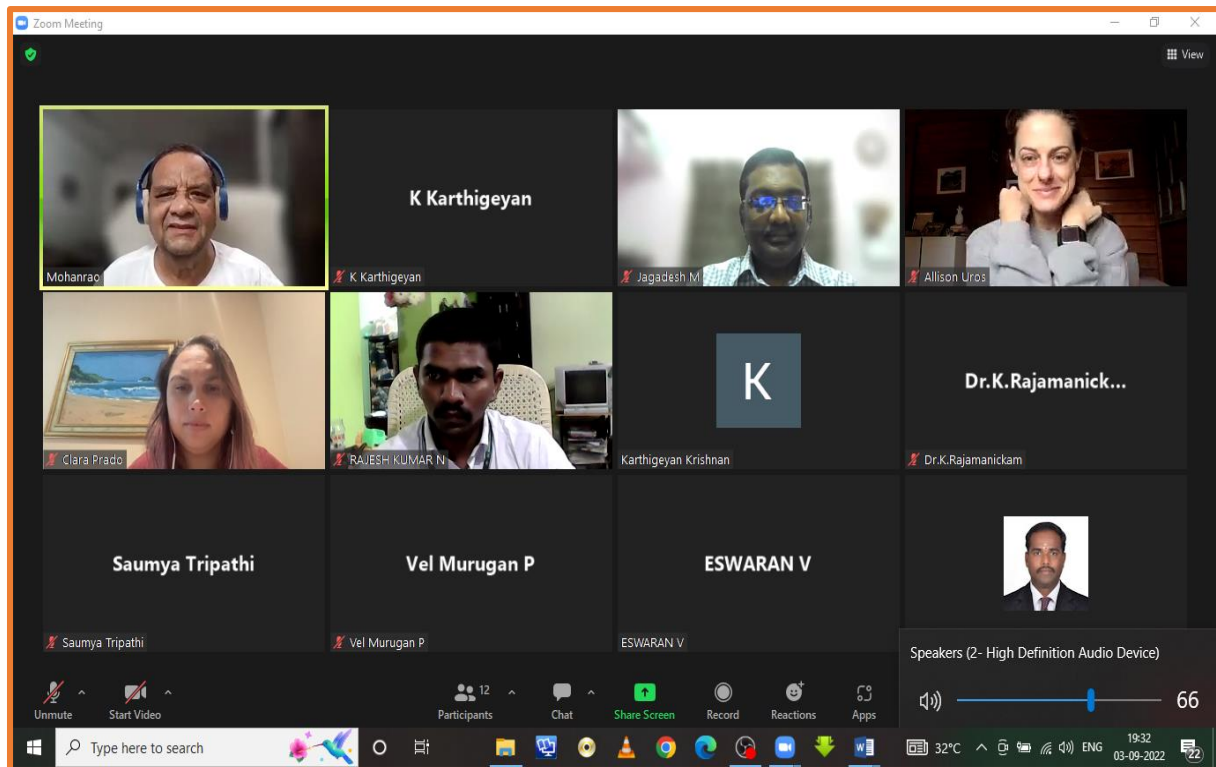 Zoom Meeting
View
Mohanrao
K Karthigeyan
K Karthigeyan
Jagadesh M
Allison Uros
Clara Prado
RAJESH KUMAR N
K
Karthigeyan Krishnan
Dr.K.Rajamanick...
Dr.K.Rajamanickam
Saumya Tripathi
Saumya Tripathi
Vel Murugan P
Vel Murugan P
ESWARAN V
ESWARAN V
Speakers (2- High Definition Audio Device)
66
Unmute
Start Video
Participants
12
Chat
Share Screen
Record
Reactions
Apps
Type here to search
W
32°C
ENG
19:32
03-09-2022
22